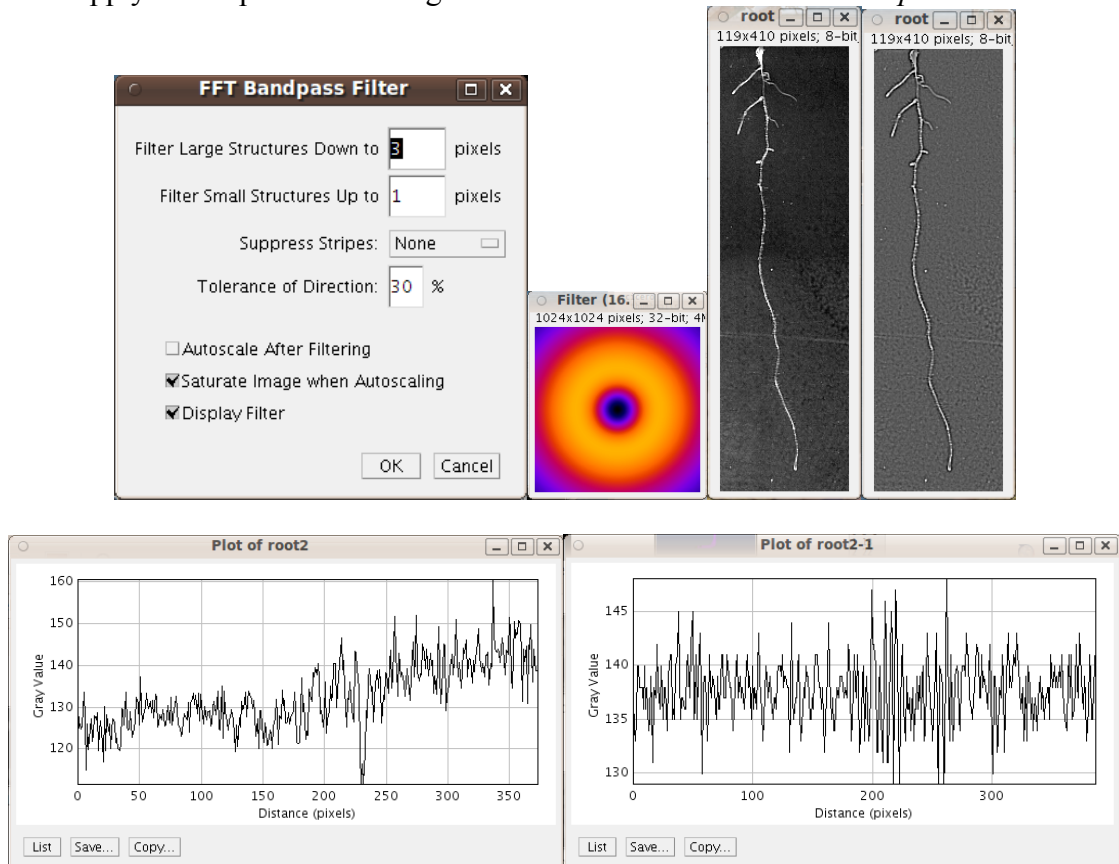 FFT Bandpass Filter
Filter Large Structures Down to 3 pixels
Filter Small Structures Up to 1 pixels
Suppress Stripes: None
Tolerance of Direction: 30 %
Autoscale After Filtering
Saturate Image when Autoscaling
Display Filter
OK Cancel
Filter (16.
1024x1024 pixels; 32-bit; 4M
root
119x410 pixels; 8-bit
root
119x410 pixels; 8-bit
Plot of root2
160
150
140
130
120
Gray Value
0 50 100 150 200 250 300 350
Distance (pixels)
List Save... Copy...
Plot of root2-1
145
140
135
130
Gray Value
0 100 200 300
Distance (pixels)
List Save... Copy...